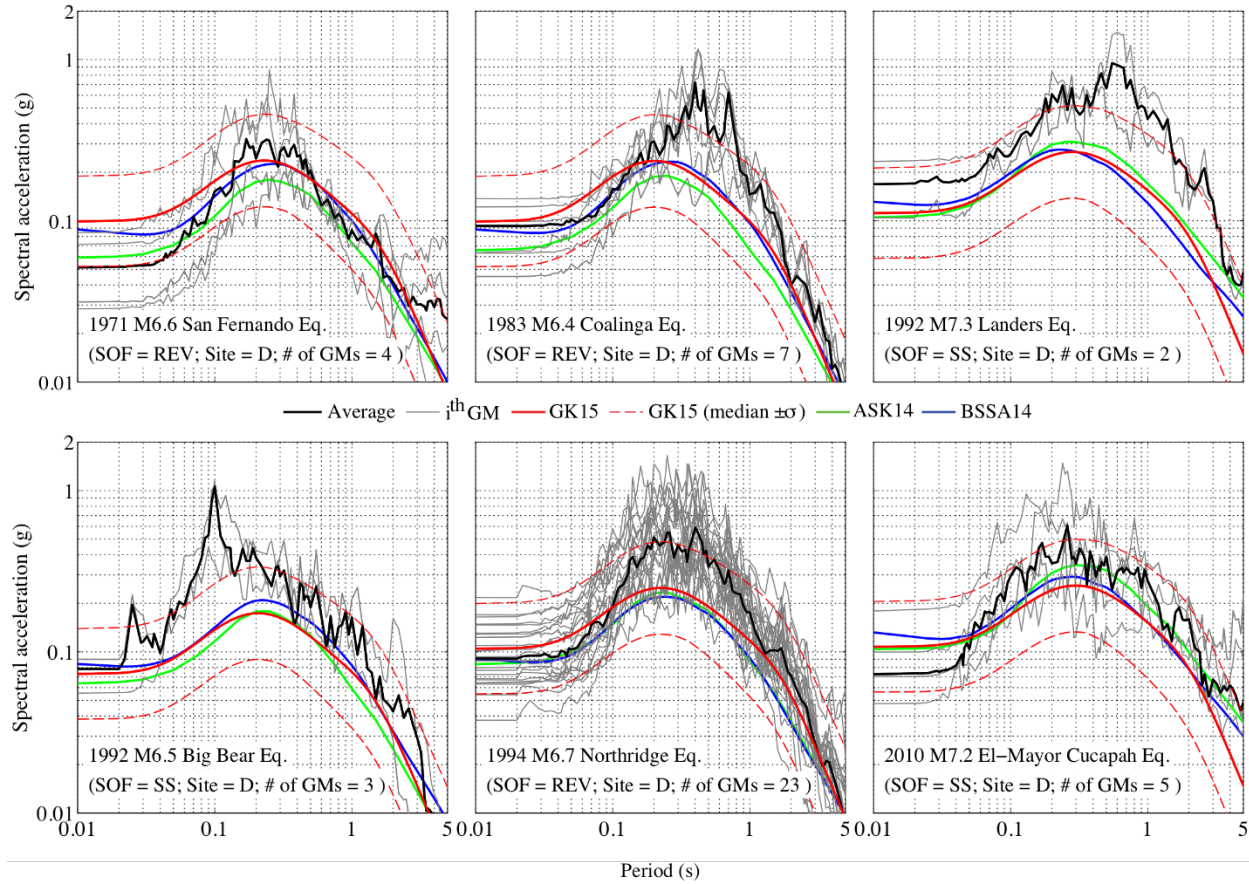 2
1
0.1
0.01
Spectral acceleration (g)
1971 M6.6 San Fernando Eq.
(SOF = REV; Site = D; # of GMs = 4 )
1983 M6.4 Coalinga Eq.
(SOF = REV; Site = D; # of GMs = 7 )
1992 M7.3 Landers Eq.
(SOF = SS; Site = D; # of GMs = 2 )
Average i^th GM GK15 GK15 (median ±σ) ASK14 BSSA14
2
1
0.1
0.01
Spectral acceleration (g)
1992 M6.5 Big Bear Eq.
(SOF = SS; Site = D; # of GMs = 3 )
1994 M6.7 Northridge Eq.
(SOF = REV; Site = D; # of GMs = 23 )
2010 M7.2 El−Mayor Cucapah Eq.
(SOF = SS; Site = D; # of GMs = 5 )
0.01 0.1 1 50.01 0.1 1 50.01 0.1 1 5
Period (s)